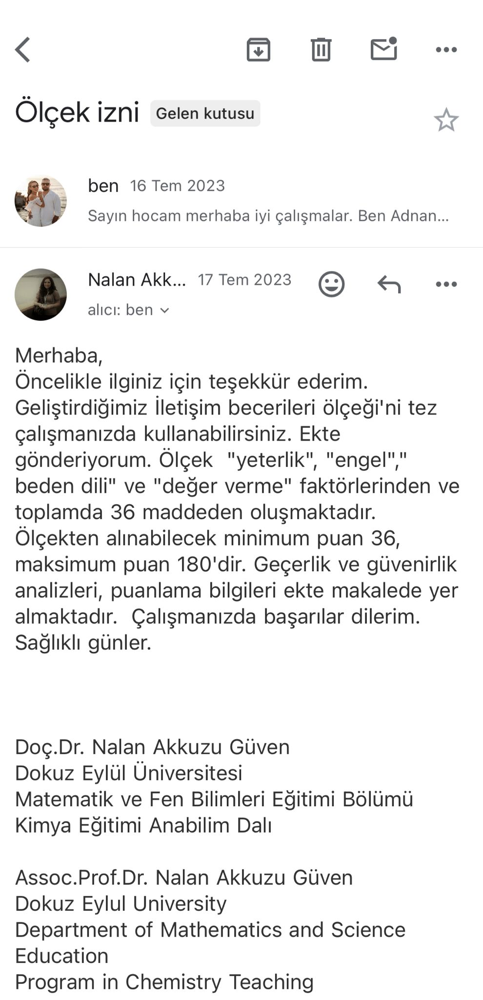 Ölçek izni Gelen kutusu
ben 16 Tem 2023
Sayın hocam merhaba iyi çalışmalar. Ben Adnan...
Nalan Akk... 17 Tem 2023
alıcı: ben
Merhaba,
Öncelikle ilginiz için teşekkür ederim.
Geliştirdiğimiz İletişim becerileri ölçeği'ni tez
çalışmanızda kullanabilirsiniz. Ekte
gönderiyorum. Ölçek  "yeterlik", "engel","
beden dili" ve "değer verme" faktörlerinden ve
toplamda 36 maddeden oluşmaktadır.
Ölçekten alınabilecek minimum puan 36,
maksimum puan 180'dir. Geçerlik ve güvenirlik
analizleri, puanlama bilgileri ekte makalede yer
almaktadır.  Çalışmanızda başarılar dilerim.
Sağlıklı günler.
Doç.Dr. Nalan Akkuzu Güven
Dokuz Eylül Üniversitesi
Matematik ve Fen Bilimleri Eğitimi Bölümü
Kimya Eğitimi Anabilim Dalı
Assoc.Prof.Dr. Nalan Akkuzu Güven
Dokuz Eylul University
Department of Mathematics and Science
Education
Program in Chemistry Teaching